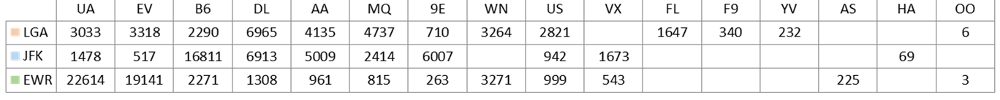 UA EV B6 DL AA MQ 9E WN US VX FL F9 YV AS HA OO
LGA 3033 3318 2290 6965 4135 4737 710 3264 2821 1647 340 232 6
JFK 1478 517 16811 6913 5009 2414 6007 942 1673 69
EWR 22614 19141 2271 1308 961 815 263 3271 999 543 225 3